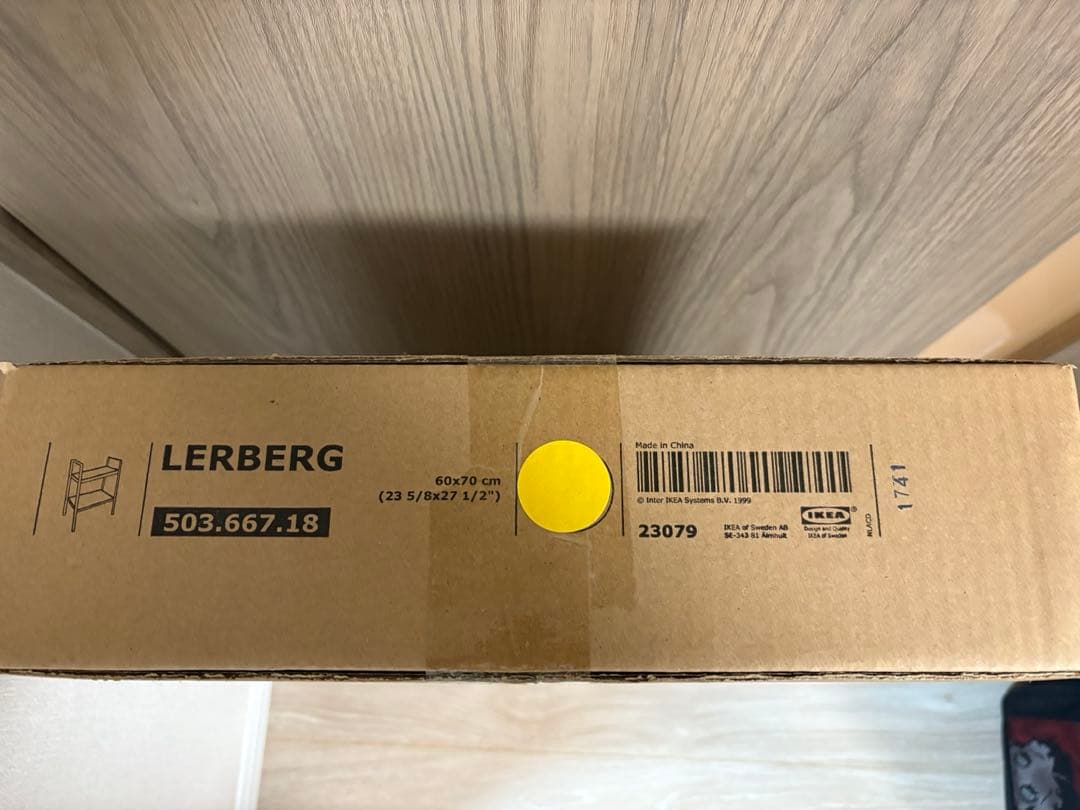 LERBERG
503.667.18
60x70 cm
(23 5/8x27 1/2")
Made in China
© Inter IKEA Systems B.V. 1999
23079
IKEA of Sweden AB
SE-343 81 Älmhult
IKEA®
Design and Quality
IKEA of Sweden
NLACD
1741